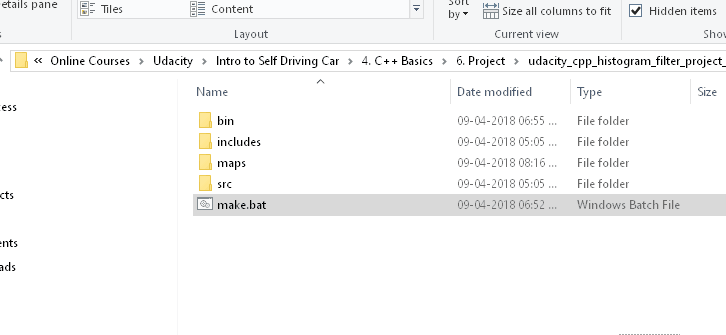 etails pane
Tiles
Content
Sort
by
Size all columns to fit
Hidden items
es
Layout
Current view
Show
« Online Courses > Udacity > Intro to Self Driving Car > 4. C++ Basics > 6. Project > udacity_cpp_histogram_filter_project_
Name Date modified Type Size
ess
bin 09-04-2018 06:55 ... File folder
includes 09-04-2018 05:05 ... File folder
maps 09-04-2018 08:16 ... File folder
src 09-04-2018 05:05 ... File folder
cts
make.bat 09-04-2018 06:52 ... Windows Batch File
ents
ads